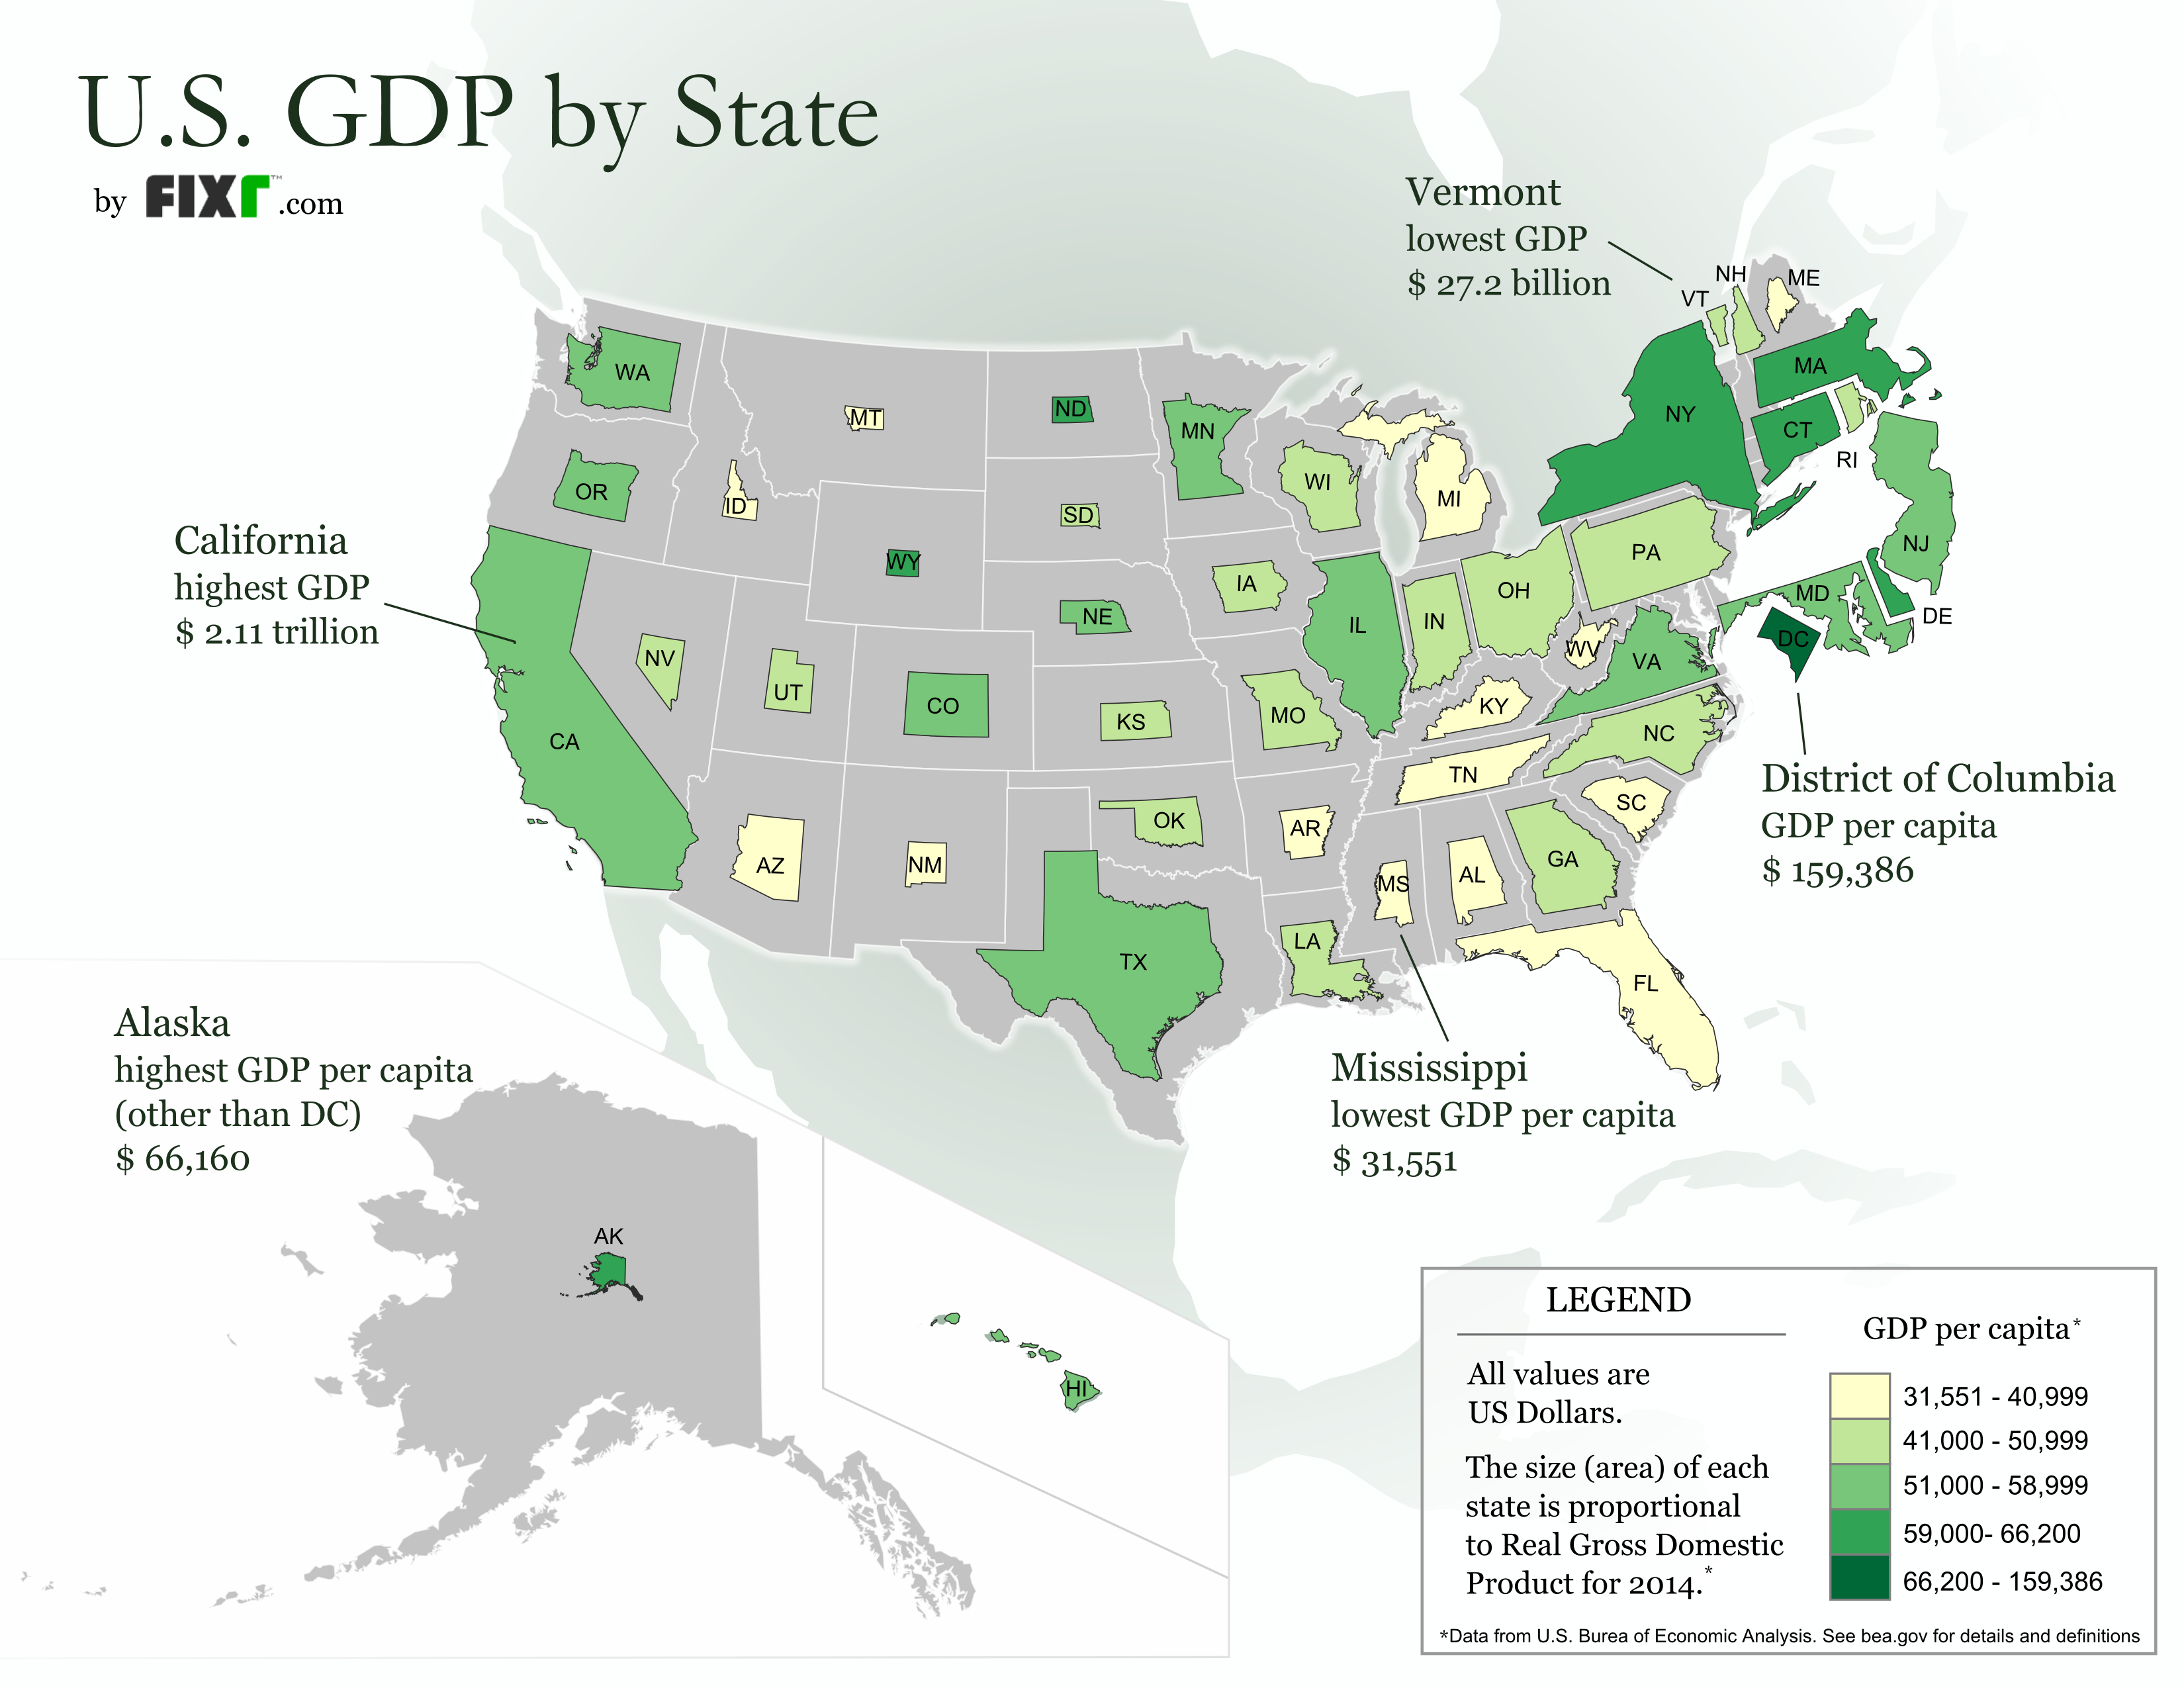 U.S. GDP by State
by FIXr™.com
Vermont
lowest GDP
$ 27.2 billion
California
highest GDP
$ 2.11 trillion
District of Columbia
GDP per capita
$ 159,386
Alaska
highest GDP per capita
(other than DC)
$ 66,160
Mississippi
lowest GDP per capita
$ 31,551
NH
ME
VT
WA
MT
ND
MN
MA
NY
CT
RI
OR
ID
SD
WI
MI
WY
PA
NJ
IA
OH
NE
IL
IN
MD
DE
DC
NV
UT
CO
KS
MO
WV
VA
KY
NC
CA
TN
SC
OK
AR
AZ
NM
MS
AL
GA
LA
TX
FL
AK
HI
LEGEND
All values are
US Dollars.
The size (area) of each
state is proportional
to Real Gross Domestic
Product for 2014.*
GDP per capita*
31,551 - 40,999
41,000 - 50,999
51,000 - 58,999
59,000- 66,200
66,200 - 159,386
*Data from U.S. Burea of Economic Analysis. See bea.gov for details and definitions